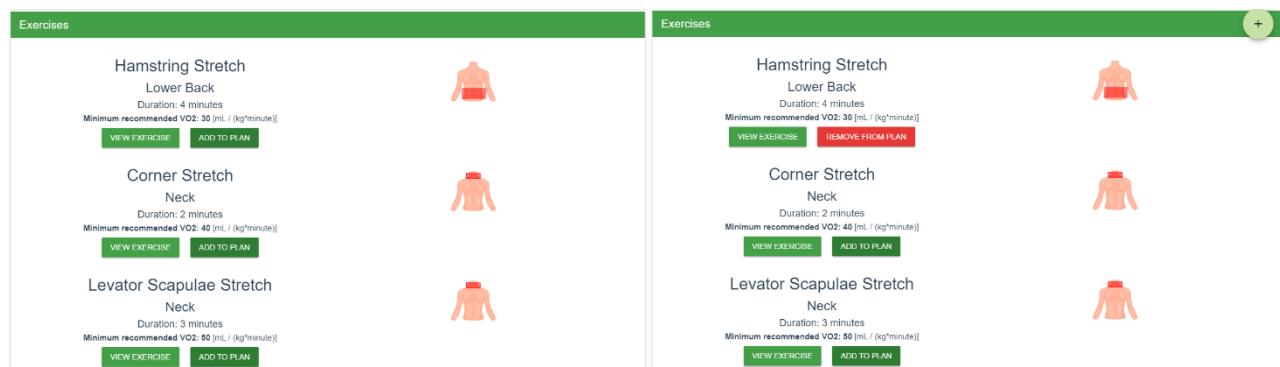 Exercises
Hamstring Stretch
Lower Back
Duration: 4 minutes
Minimum recommended VO2: 30 [mL / (kg*minute)]
VIEW EXERCISE ADD TO PLAN
Corner Stretch
Neck
Duration: 2 minutes
Minimum recommended VO2: 40 [mL / (kg*minute)]
VIEW EXERCISE ADD TO PLAN
Levator Scapulae Stretch
Neck
Duration: 3 minutes
Minimum recommended VO2: 50 [mL / (kg*minute)]
VIEW EXERCISE ADD TO PLAN
Exercises +
Hamstring Stretch
Lower Back
Duration: 4 minutes
Minimum recommended VO2: 30 [mL / (kg*minute)]
VIEW EXERCISE REMOVE FROM PLAN
Corner Stretch
Neck
Duration: 2 minutes
Minimum recommended VO2: 40 [mL / (kg*minute)]
VIEW EXERCISE ADD TO PLAN
Levator Scapulae Stretch
Neck
Duration: 3 minutes
Minimum recommended VO2: 50 [mL / (kg*minute)]
VIEW EXERCISE ADD TO PLAN